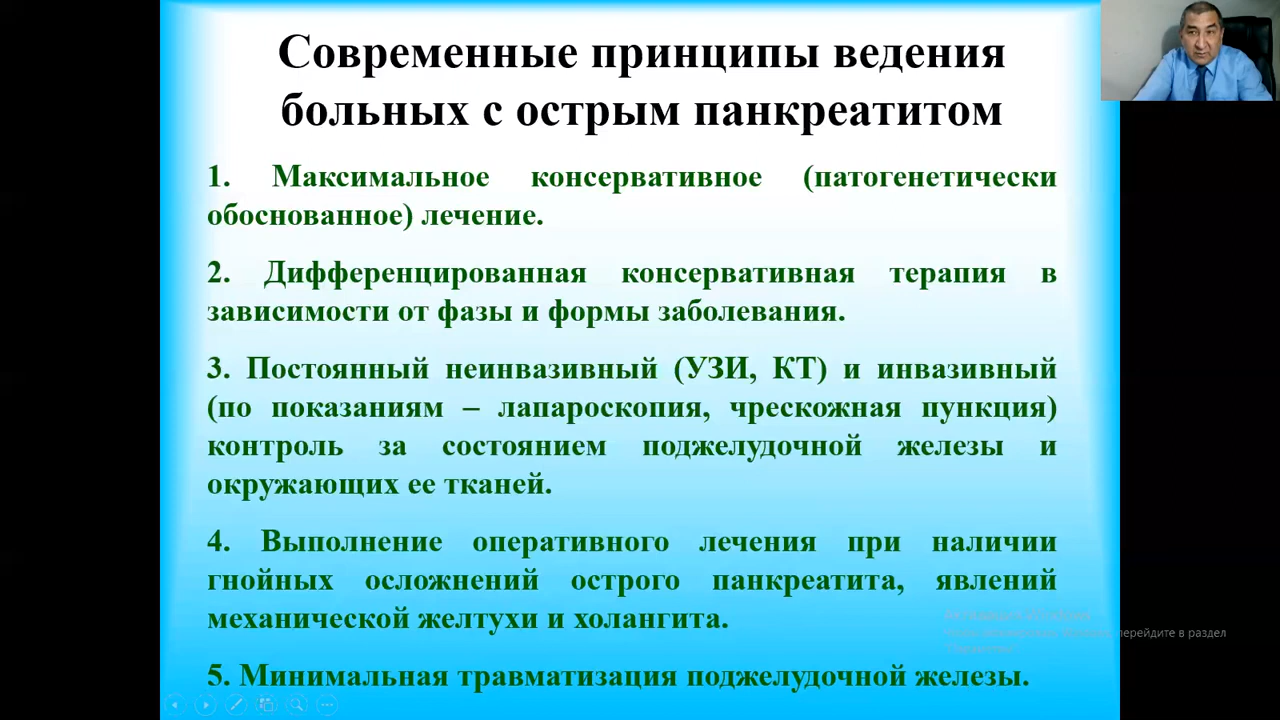 Современные принципы ведения
больных с острым панкреатитом
1. Максимальное консервативное (патогенетически
обоснованное) лечение.
2. Дифференцированная консервативная терапия в
зависимости от фазы и формы заболевания.
3. Постоянный неинвазивный (УЗИ, КТ) и инвазивный
(по показаниям – лапароскопия, чрескожная пункция)
контроль за состоянием поджелудочной железы и
окружающих ее тканей.
4. Выполнение оперативного лечения при наличии
гнойных осложнений острого панкреатита, явлений
механической желтухи и холангита.
перейдите в раздел
5. Минимальная травматизация поджелудочной железы.